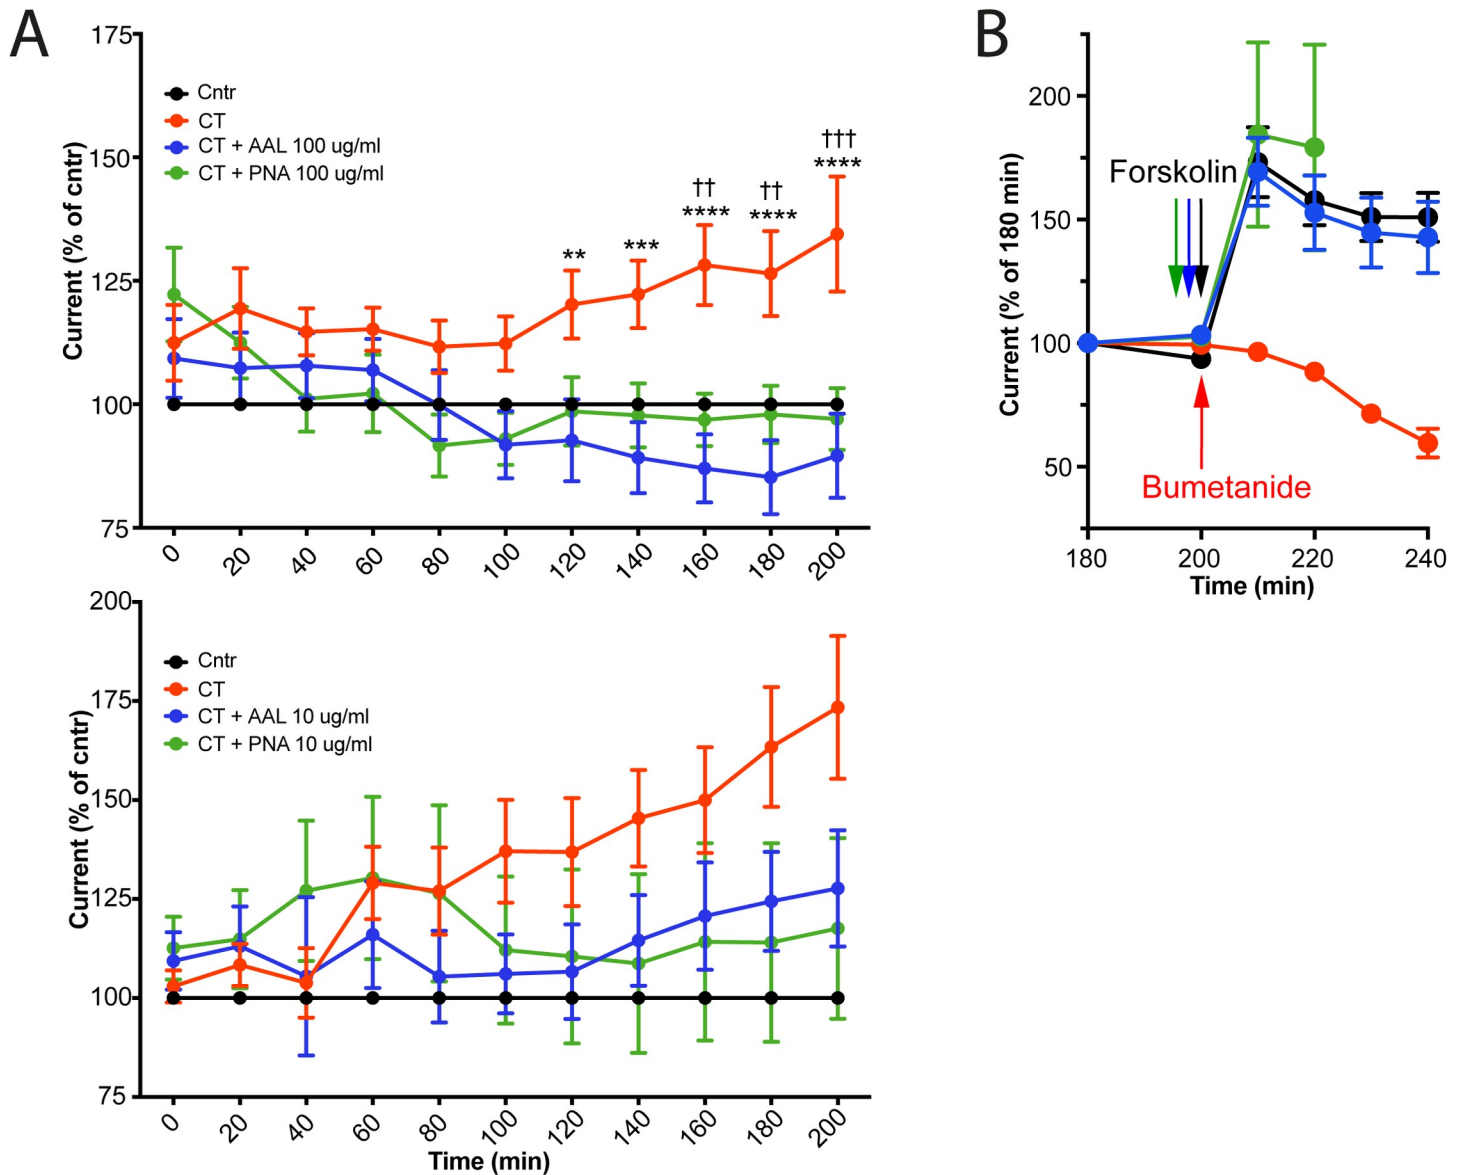 A
Current (% of cntr)
175
150
125
100
75
Cntr
CT
CT + AAL 100 ug/ml
CT + PNA 100 ug/ml
**
***
††
****
††
****
†††
****
0 20 40 60 80 100 120 140 160 180 200
Current (% of cntr)
200
175
150
125
100
75
Cntr
CT
CT + AAL 10 ug/ml
CT + PNA 10 ug/ml
0 20 40 60 80 100 120 140 160 180 200
Time (min)
B
Current (% of 180 min)
200
150
100
50
Forskolin
Bumetanide
180 200 220 240
Time (min)